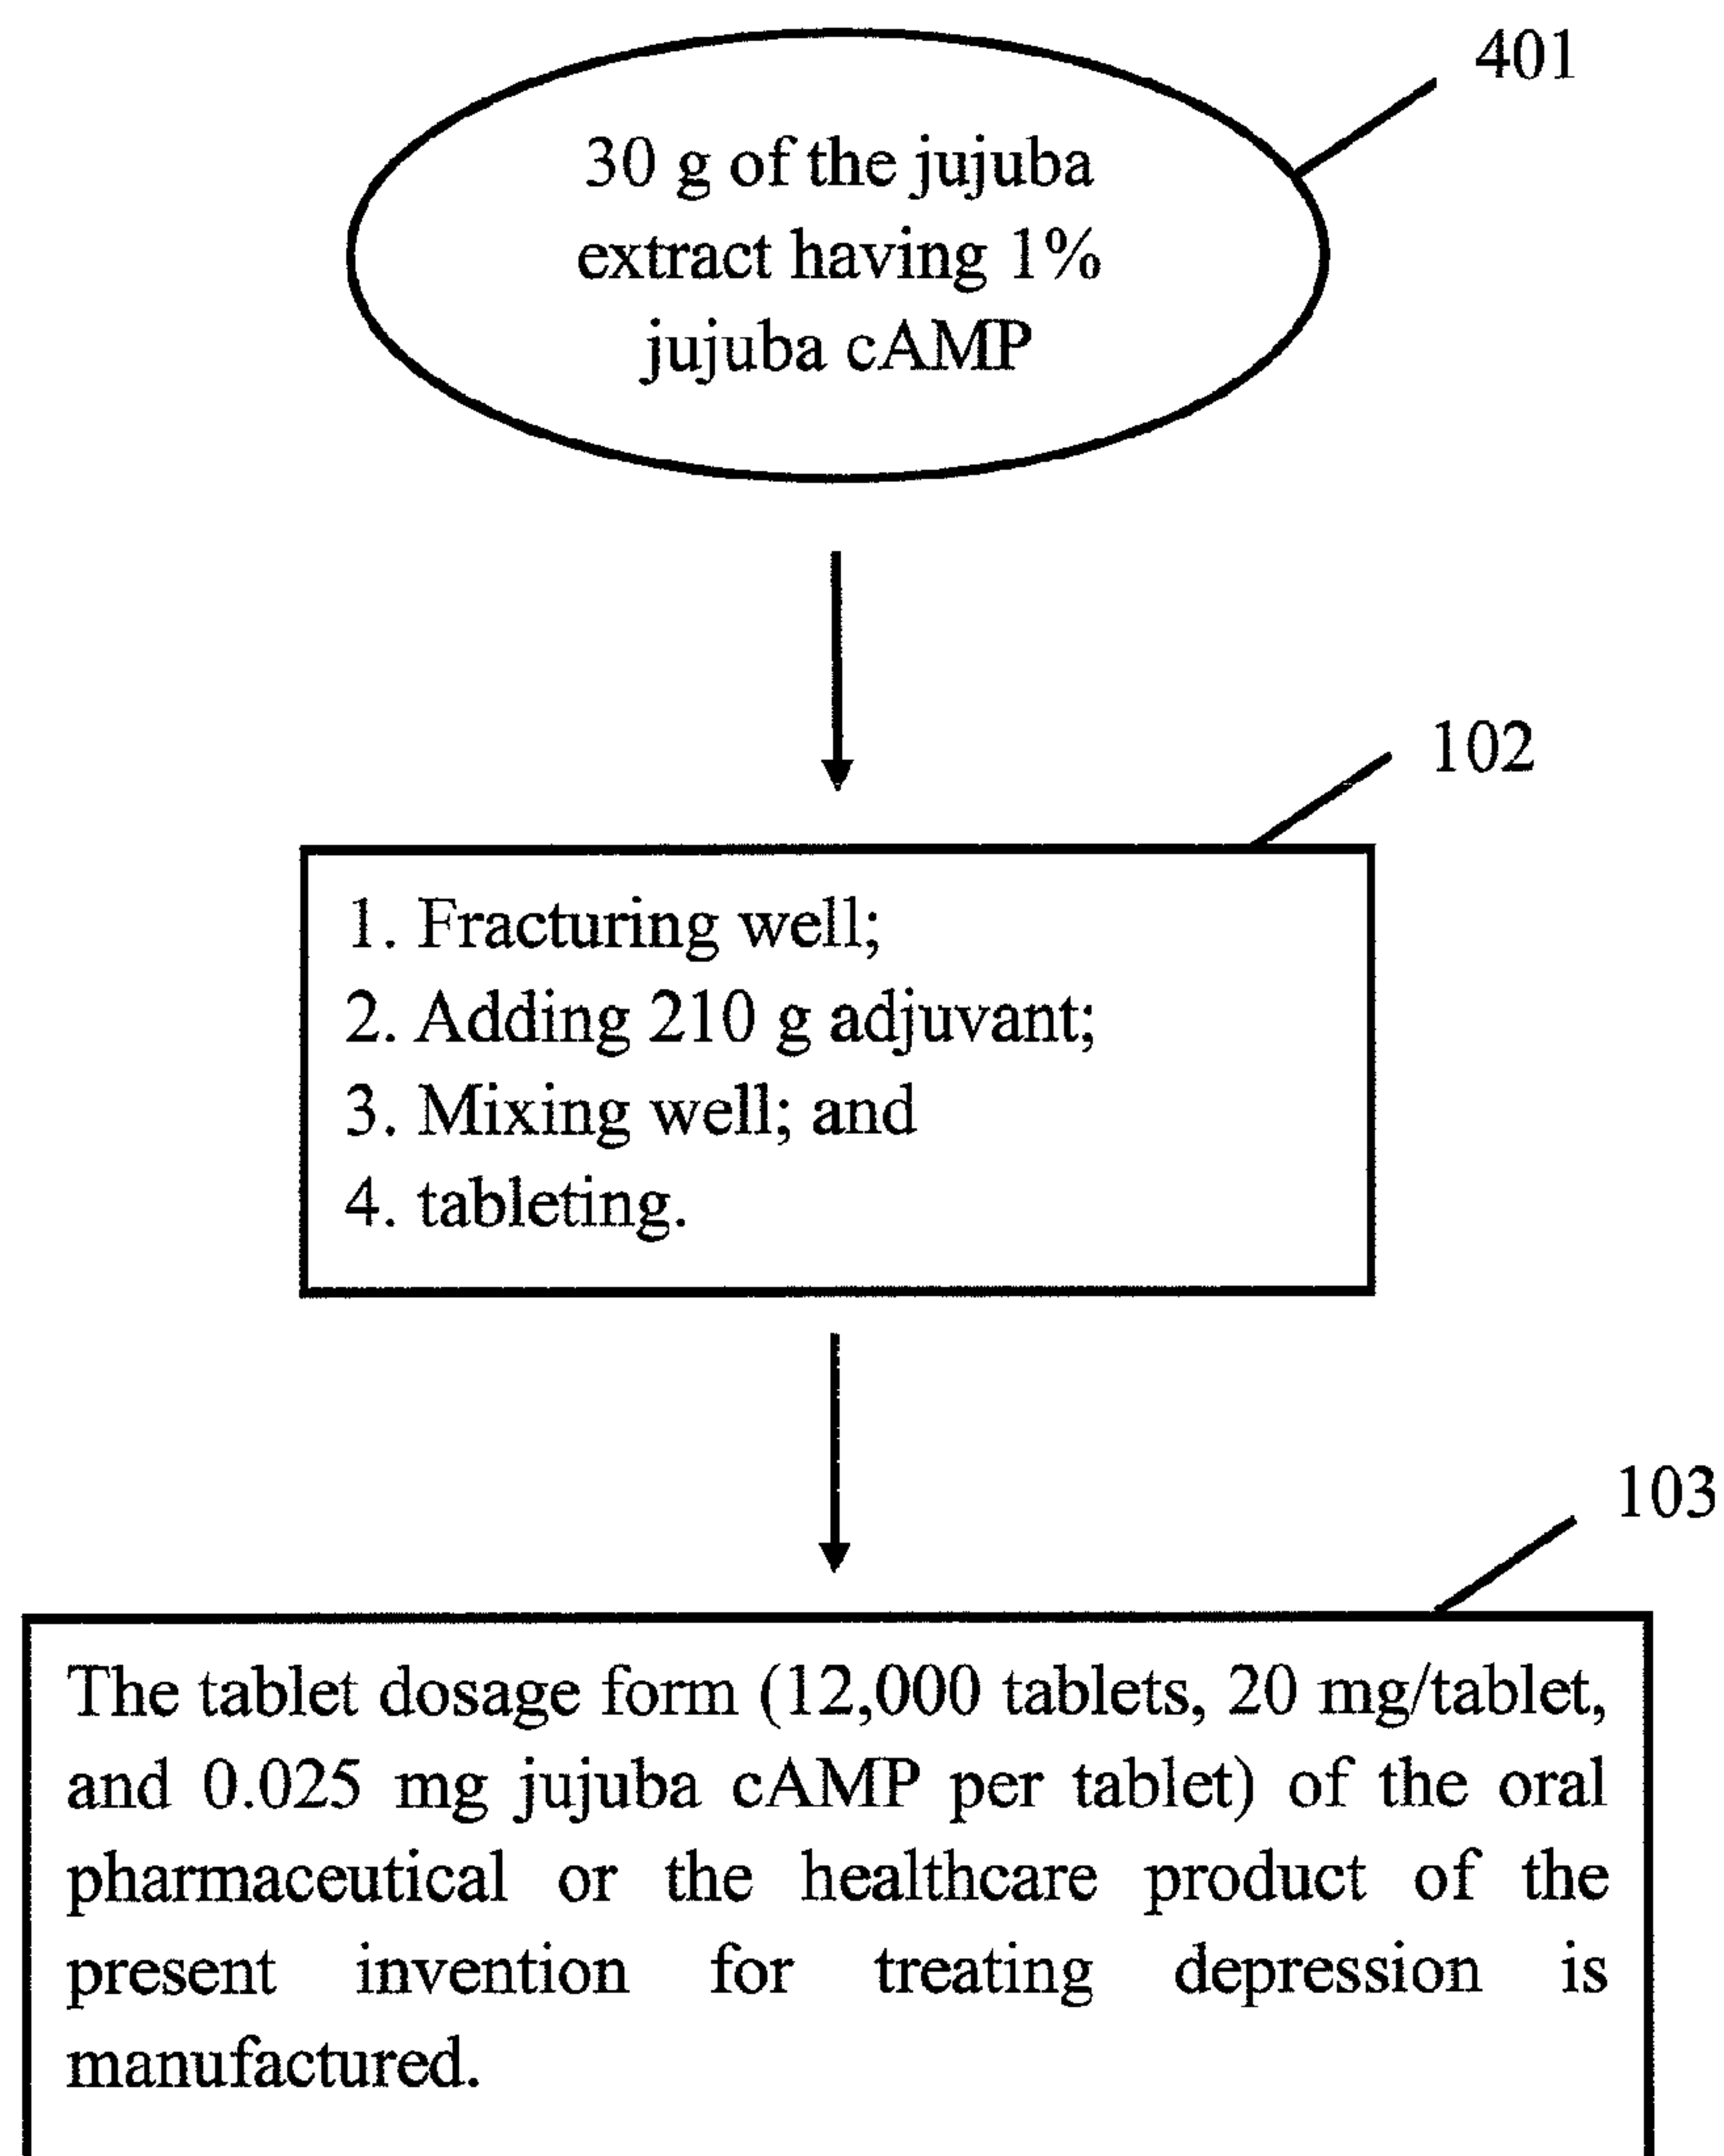 401
30 g of the jujuba
extract having 1%
jujuba cAMP
102
1. Fracturing well;
2. Adding 210 g adjuvant;
3. Mixing well; and
4. tableting.
103
The tablet dosage form (12,000 tablets, 20 mg/tablet,
and 0.025 mg jujuba cAMP per tablet) of the oral
pharmaceutical or the healthcare product of the
present invention for treating depression is
manufactured.